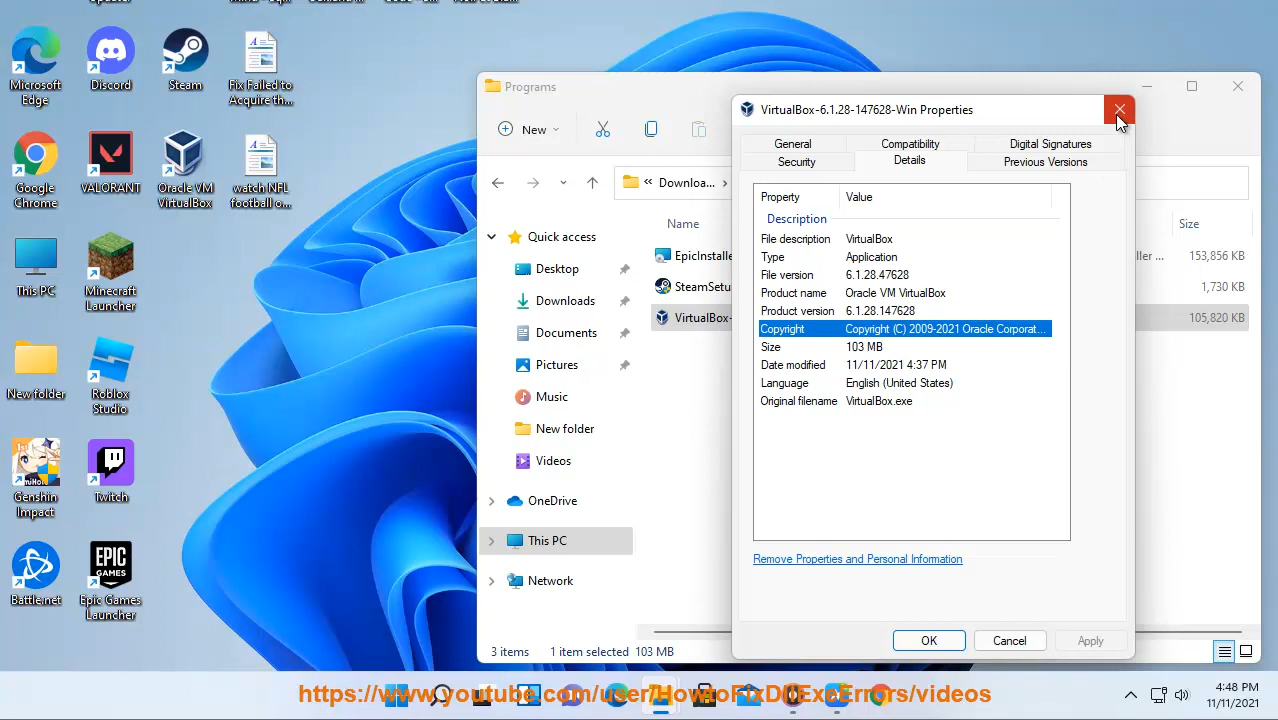 Microsoft
Edge
Discord
Steam
Fix Failed to
Acquire th...
Google
Chrome
VALORANT
Oracle VM
VirtualBox
watch NFL
football o...
This PC
Minecraft
Launcher
New folder
Roblox
Studio
Genshin
Impact
Twitch
Battle.net
EPIC
GAMES
Epic Games
Launcher
Programs
New
Downloa...
Name
Size
Quick access
Desktop
Downloads
Documents
Pictures
Music
New folder
Videos
OneDrive
This PC
Network
EpicInstalle
ller ...
153,856 KB
SteamSetu
1,730 KB
VirtualBox-
105,820 KB
3 items
1 item selected 103 MB
VirtualBox-6.1.28-147628-Win Properties
General
Compatibility
Digital Signatures
Security
Details
Previous Versions
Property Value
Description
File description VirtualBox
Type Application
File version 6.1.28.47628
Product name Oracle VM VirtualBox
Product version 6.1.28.147628
Copyright Copyright (C) 2009-2021 Oracle Corporat...
Size 103 MB
Date modified 11/11/2021 4:37 PM
Language English (United States)
Original filename VirtualBox.exe
Remove Properties and Personal Information
OK
Cancel
Apply
https://www.youtube.com/user/HowtoFixDllExeErrors/videos
4:48 PM
11/11/2021